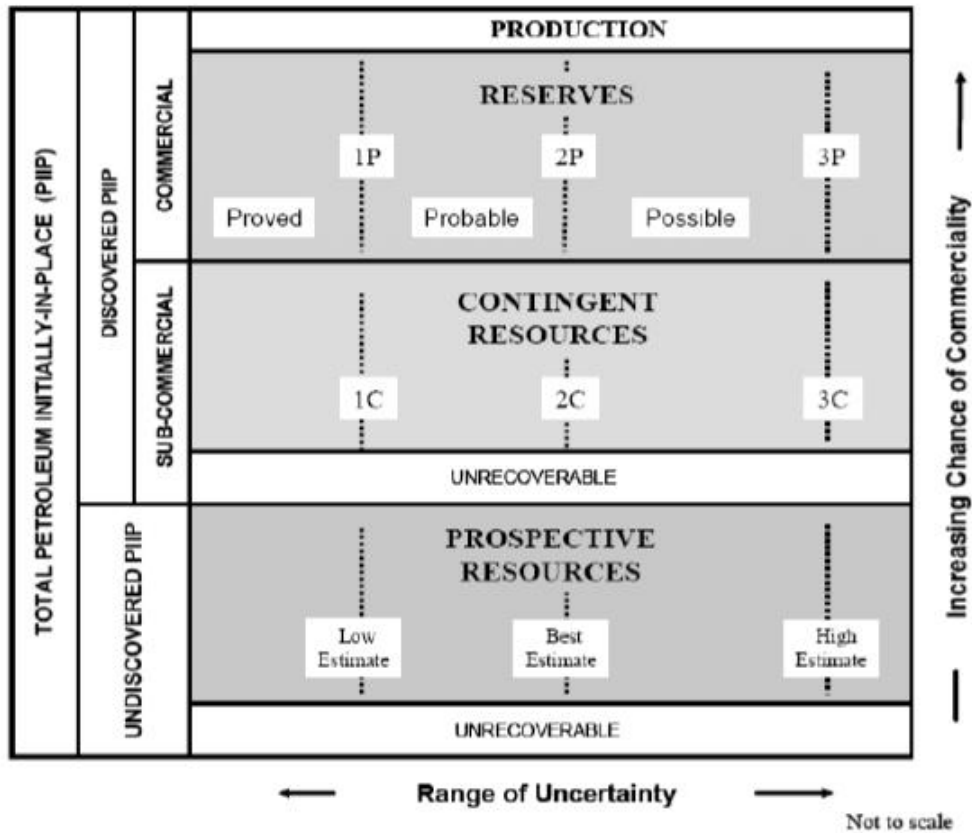 PRODUCTION
RESERVES
1P
2P
3P
Proved
Probable
Possible
CONTINGENT
RESOURCES
1C
2C
3C
UNRECOVERABLE
PROSPECTIVE
RESOURCES
Low
Estimate
Best
Estimate
High
Estimate
UNRECOVERABLE
TOTAL PETROLEUM INITIALLY-IN-PLACE (PIIP)
DISCOVERED PIIP
UNDISCOVERED PIIP
COMMERCIAL
SUB-COMMERCIAL
Increasing Chance of Commerciality
Range of Uncertainty
Not to scale